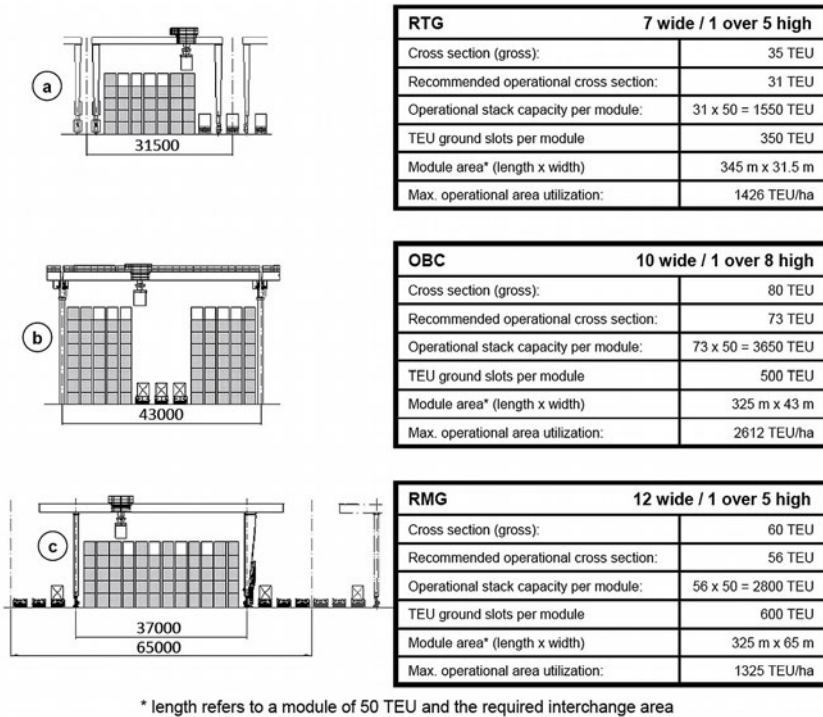 RTG 7 wide / 1 over 5 high
Cross section (gross): 35 TEU
Recommended operational cross section: 31 TEU
Operational stack capacity per module: 31 x 50 = 1550 TEU
TEU ground slots per module 350 TEU
Module area* (length x width) 345 m x 31.5 m
Max. operational area utilization: 1426 TEU/ha
a
31500
OBC 10 wide / 1 over 8 high
Cross section (gross): 80 TEU
Recommended operational cross section: 73 TEU
Operational stack capacity per module: 73 x 50 = 3650 TEU
TEU ground slots per module 500 TEU
Module area* (length x width) 325 m x 43 m
Max. operational area utilization: 2612 TEU/ha
b
43000
RMG 12 wide / 1 over 5 high
Cross section (gross): 60 TEU
Recommended operational cross section: 56 TEU
Operational stack capacity per module: 56 x 50 = 2800 TEU
TEU ground slots per module 600 TEU
Module area* (length x width) 325 m x 65 m
Max. operational area utilization: 1325 TEU/ha
c
37000
65000
* length refers to a module of 50 TEU and the required interchange area